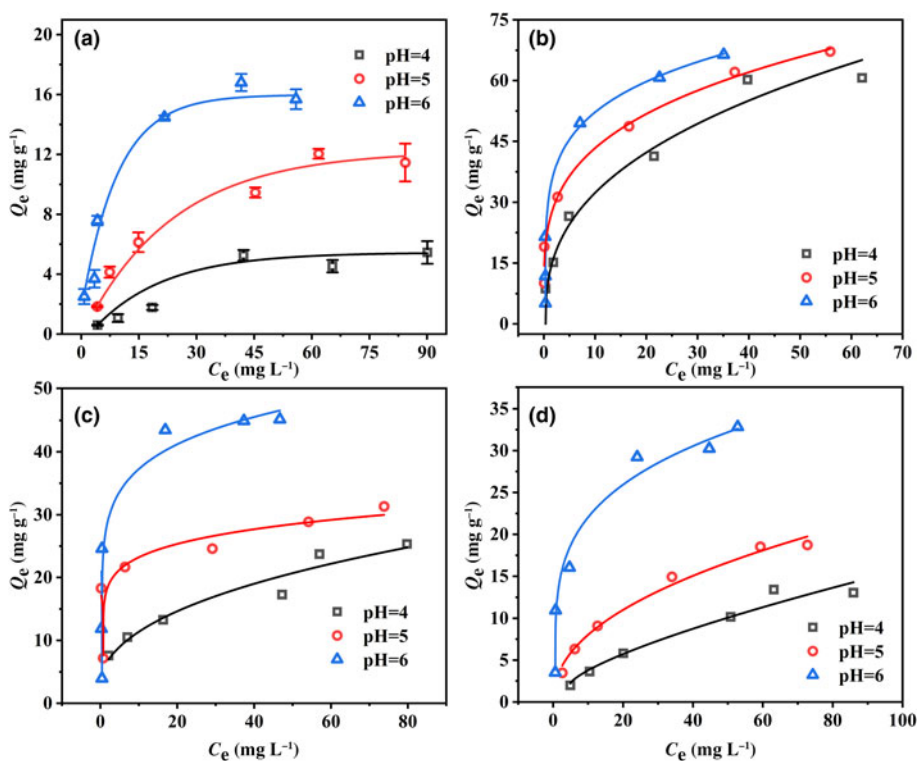 (a)
pH=4
pH=5
pH=6
20
16
12
8
4
0
Qe (mg g⁻¹)
0 15 30 45 60 75 90
Ce (mg L⁻¹)
(b)
pH=4
pH=5
pH=6
75
60
45
30
15
0
Qe (mg g⁻¹)
0 10 20 30 40 50 60 70
Ce (mg L⁻¹)
(c)
pH=4
pH=5
pH=6
50
40
30
20
10
0
Qe (mg g⁻¹)
0 20 40 60 80
Ce (mg L⁻¹)
(d)
pH=4
pH=5
pH=6
35
30
25
20
15
10
5
0
Qe (mg g⁻¹)
0 20 40 60 80 100
Ce (mg L⁻¹)